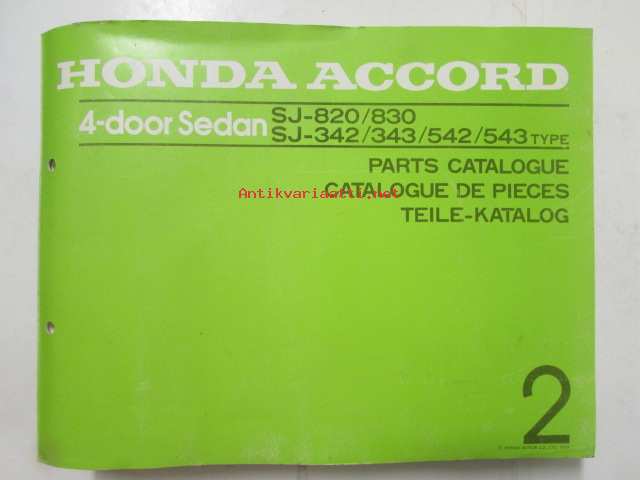 HONDA ACCORD
4-door Sedan SJ-820/830
SJ-342/343/542/543 TYPE
PARTS CATALOGUE
Antikvariaatti.net
CATALOGUE DE PIECES
TEILE-KATALOG
2